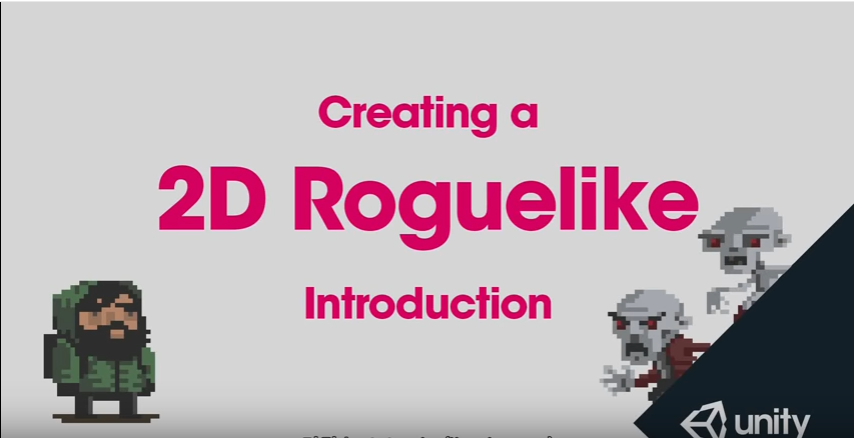 Creating a
2D Roguelike
Introduction
unity